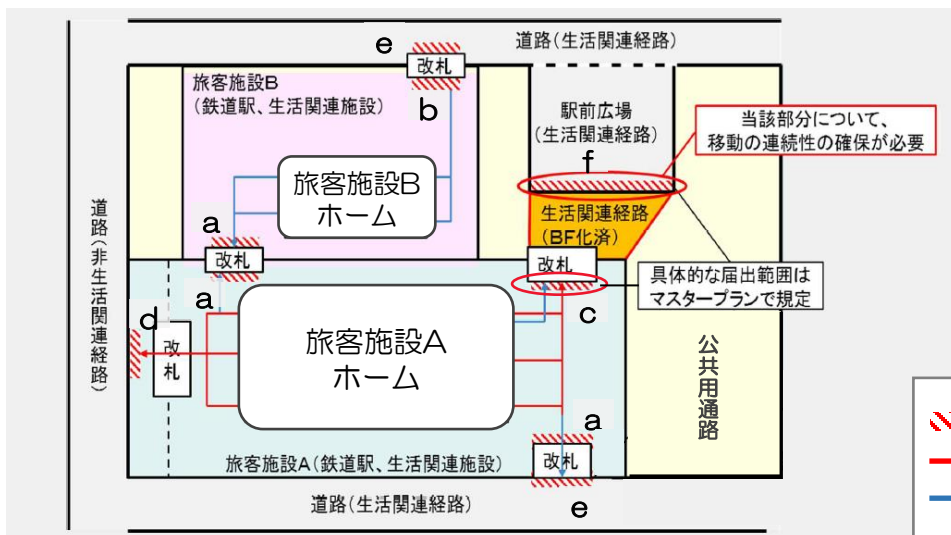 道路(生活関連経路)
e
改札
旅客施設B
(鉄道駅、生活関連施設)
b
駅前広場
(生活関連経路)
f
当該部分について、
移動の連続性の確保が必要
旅客施設B
ホーム
道路(非生活関連経路)
a
改札
生活関連経路
(BF化済)
改札
具体的な届出範囲は
マスタープランで規定
a
c
d
改札
旅客施設A
ホーム
公共用通路
a
改札
旅客施設A(鉄道駅、生活関連施設)
道路(生活関連経路)
e